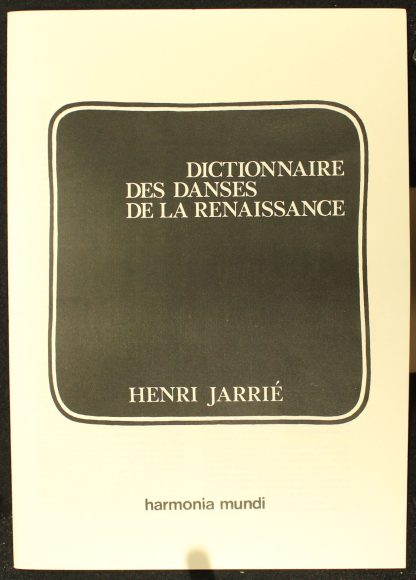 DICTIONNAIRE
DES DANSES
DE LA RENAISSANCE
HENRI JARRIÉ
harmonia mundi